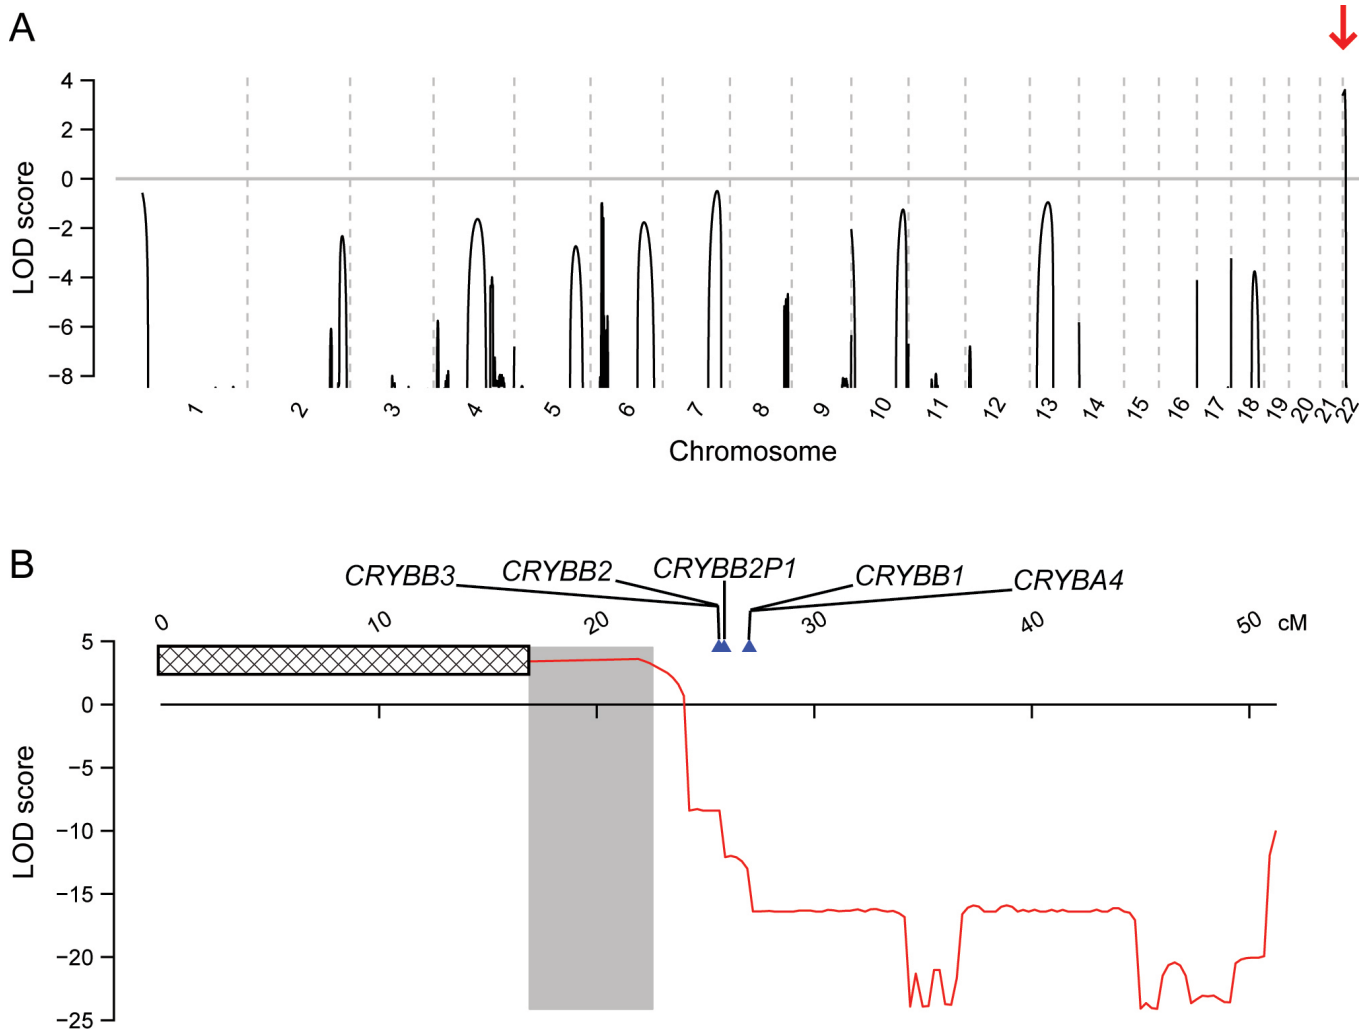 A
4
2
0
−2
−4
−6
−8
LOD score
1 2 3 4 5 6 7 8 9 10 11 12 13 14 15 16 17 18 19 20 21 22
Chromosome
B
CRYBB3 CRYBB2 CRYBB2P1 CRYBB1 CRYBA4
0 10 20 30 40 50 cM
5
0
−5
−10
−15
−20
−25
LOD score